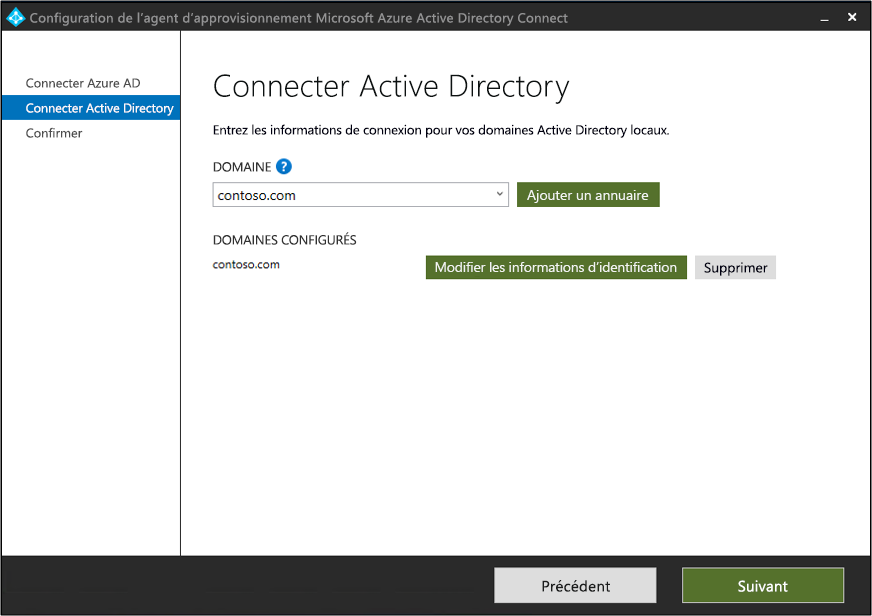 Configuration de l'agent d'approvisionnement Microsoft Azure Active Directory Connect
Connecter Azure AD
Connecter Active Directory
Confirmer
Connecter Active Directory
Entrez les informations de connexion pour vos domaines Active Directory locaux.
DOMAINE ?
contoso.com
Ajouter un annuaire
DOMAINES CONFIGURÉS
contoso.com
Modifier les informations d'identification
Supprimer
Précédent
Suivant